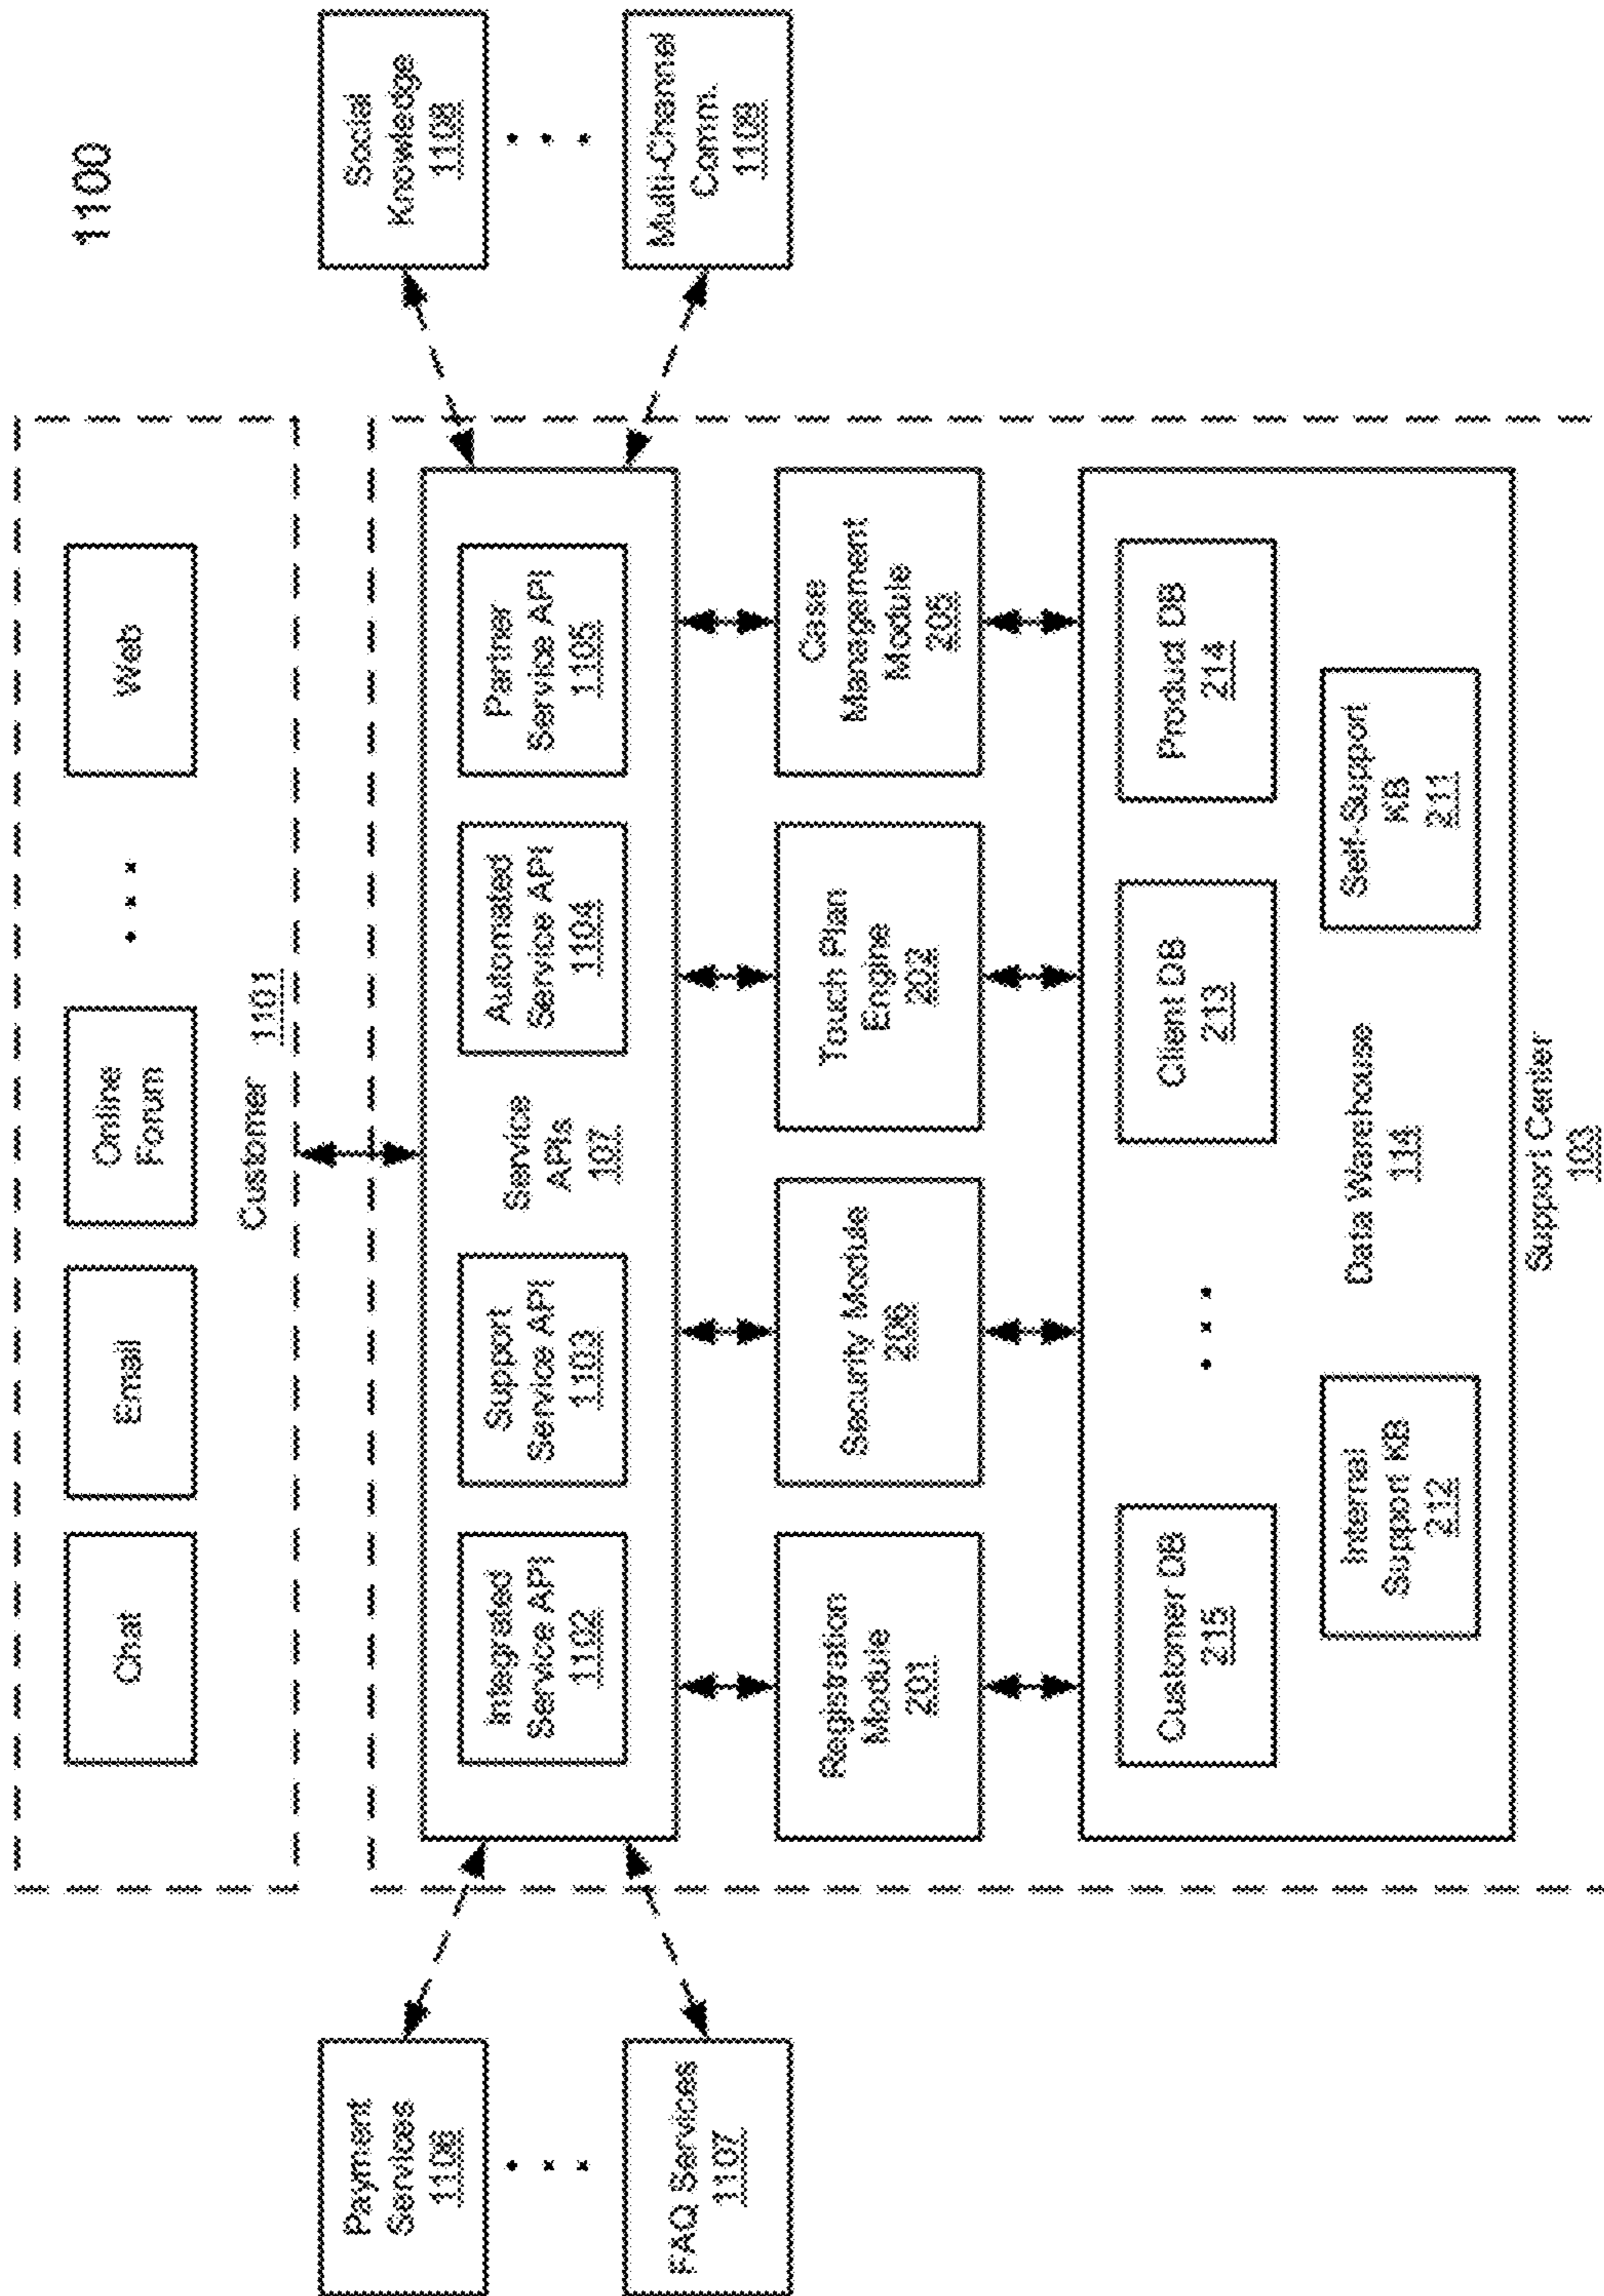 1100
Chat
Email
Online
Forum
Web
Customer 1101
Payment
Services
1106
FAQ Services
1107
Integrated
Service API
1102
Support
Service API
1103
Service
APIs
107
Automated
Service API
1104
Partner
Service API
1105
Social
Knowledge
1108
Multi-Channel
Comm.
1109
Registration
Module
201
Security Module
206
Touch Plan
Engine
202
Case
Management
Module
205
Customer DB
215
Client DB
213
Product DB
214
Internal
Support KB
212
Data Warehouse
114
Self-Support
KB
211
Support Center
103